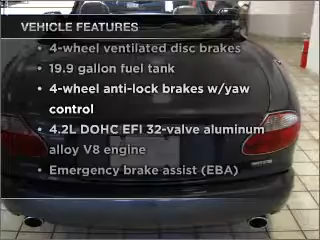 VEHICLE FEATURES
• 4-wheel ventilated disc brakes
• 19.9 gallon fuel tank
• 4-wheel anti-lock brakes w/yaw
control
• 4.2L DOHC EFI 32-valve aluminum
alloy V8 engine
• Emergency brake assist (EBA)